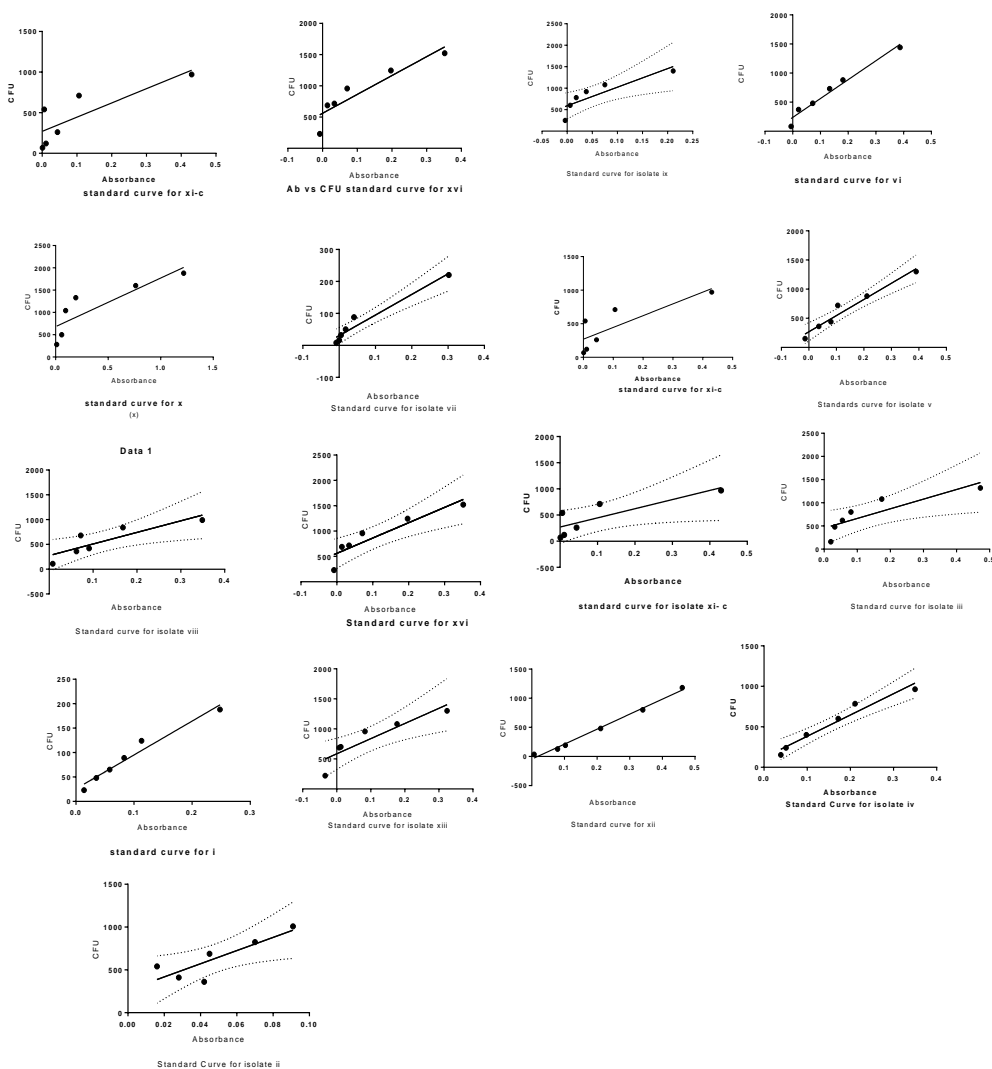 CFU
1500
1000
500
0
0.0 0.1 0.2 0.3 0.4 0.5
Absorbance
standard curve for xi-c
CFU
2000
1500
1000
500
0
-0.1 0.0 0.1 0.2 0.3 0.4
Absorbance
Ab vs CFU standard curve for xvi
CFU
2500
2000
1500
1000
500
0
-0.05 0.00 0.05 0.10 0.15 0.20 0.25
Absorbance
Standard curve for isolate ix
CFU
2000
1500
1000
500
0
-0.1 0.0 0.1 0.2 0.3 0.4 0.5
Absorbance
standard curve for vi
CFU
2500
2000
1500
1000
500
0
0.0 0.5 1.0 1.5
Absorbance
standard curve for x
(x)
CFU
300
200
100
0
-100
-0.1 0.1 0.2 0.3 0.4
Absorbance
Standard curve for isolate vii
CFU
1500
1000
500
0
0.0 0.1 0.2 0.3 0.4 0.5
Absorbance
standard curve for xi-c
CFU
2000
1500
1000
500
0
-0.1 0.0 0.1 0.2 0.3 0.4 0.5
Absorbance
Standards curve for isolate v
Data 1
CFU
2000
1500
1000
500
0
-500
0.1 0.2 0.3 0.4
Absorbance
Standard curve for isolate viii
CFU
2000
1500
1000
500
0
-0.1 0.0 0.1 0.2 0.3 0.4
Absorbance
Standard curve for xvi
CFU
2000
1500
1000
500
0
-500
0.1 0.2 0.3 0.4 0.5
Absorbance
standard curve for isolate xi- c
CFU
2500
2000
1500
1000
500
0
0.0 0.1 0.2 0.3 0.4 0.5
Absorbance
Standard curve for isolate iii
CFU
250
200
150
100
50
0
0.0 0.1 0.2 0.3
Absorbance
standard curve for i
CFU
2000
1500
1000
500
0
-0.1 0.0 0.1 0.2 0.3 0.4
Absorbance
Standard curve for isolate xiii
CFU
1500
1000
500
0
-500
0.1 0.2 0.3 0.4 0.5
Absorbance
Standard curve for xii
CFU
1500
1000
500
0
0.0 0.1 0.2 0.3 0.4
Absorbance
Standard Curve for isolate iv
CFU
1500
1000
500
0
0.00 0.02 0.04 0.06 0.08 0.10
Absorbance
Standard Curve for isolate ii